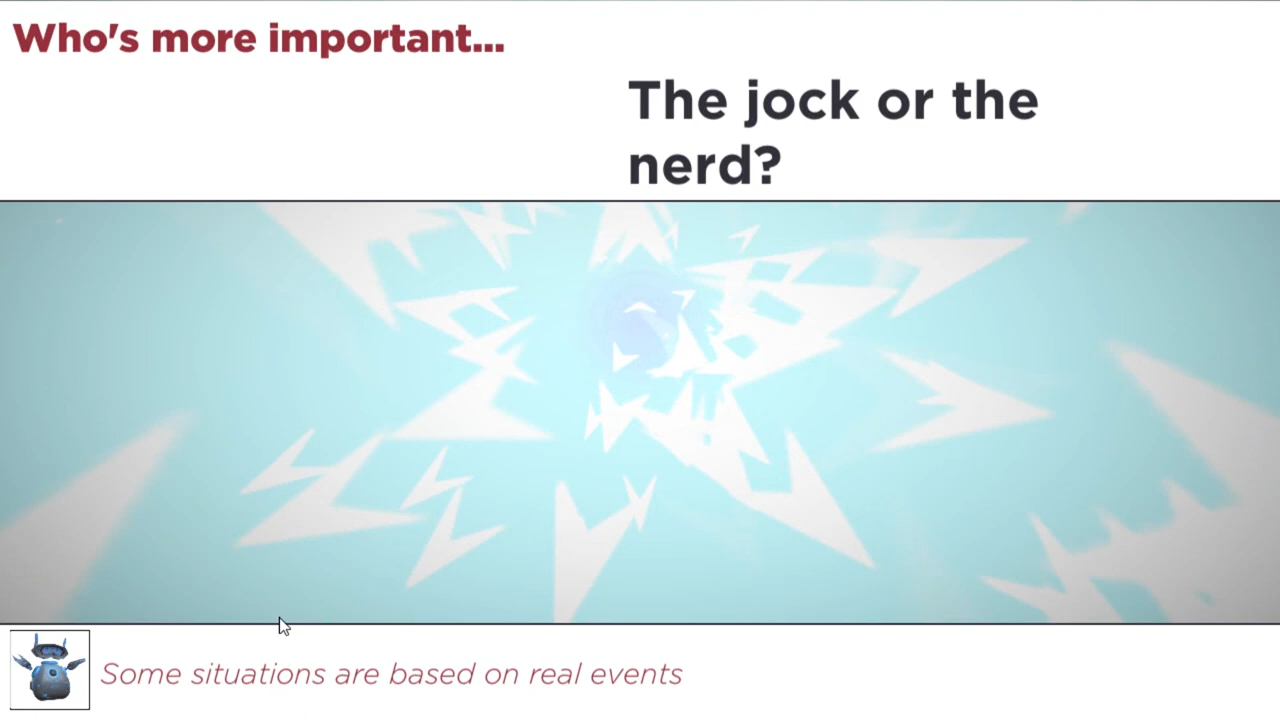 Who's more important...
The jock or the
nerd?
Some situations are based on real events